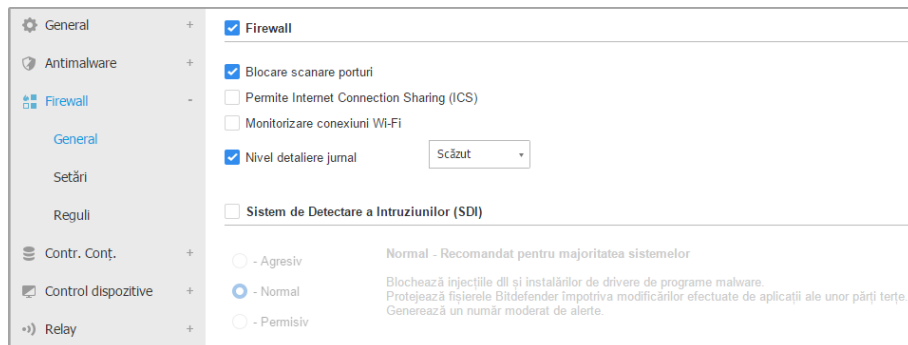 General +
Antimalware +
Firewall -
General
Setări
Reguli
Contr. Conţ. +
Control dispozitive +
Relay +
Firewall
Blocare scanare porturi
Permite Internet Connection Sharing (ICS)
Monitorizare conexiuni Wi-Fi
Nivel detaliere jurnal Scăzut
Sistem de Detectare a Intruziunilor (SDI)
- Agresiv
- Normal
- Permisiv
Normal - Recomandat pentru majoritatea sistemelor
Blochează injecțiile dll și instalărilor de drivere de programe malware.
Protejează fișierele Bitdefender împotriva modificărilor efectuate de aplicații ale unor părți terțe.
Generează un număr moderat de alerte.